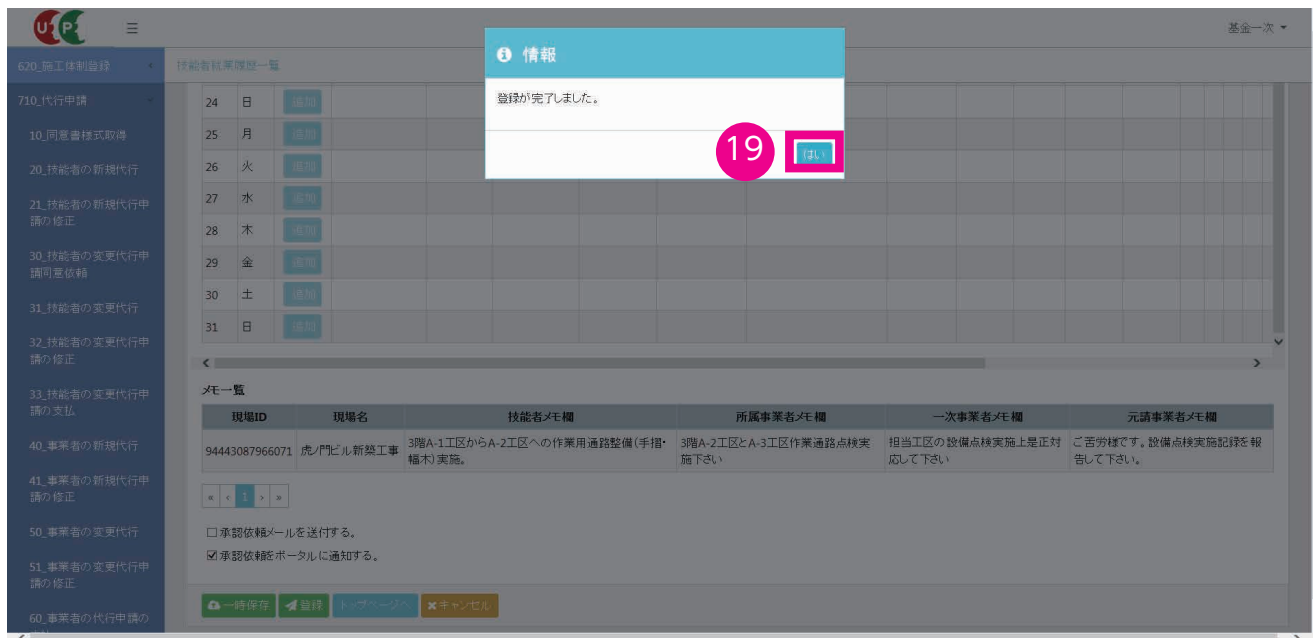 基金一次
620_施工体制登録
技能者就業履歴一覧
710_代行申請
10_同意書様式取得
20_技能者の新規代行
21_技能者の新規代行申
請の修正
30_技能者の変更代行申
請同意依頼
31_技能者の変更代行
32_技能者の変更代行申
請の修正
33_技能者の変更代行申
請の支払
40_事業者の新規代行
41_事業者の新規代行申
請の修正
50_事業者の変更代行
51_事業者の変更代行申
請の修正
60_事業者の代行申請の
情報
登録が完了しました。
19 はい
24 日 追加
25 月 追加
26 火 追加
27 水 追加
28 木 追加
29 金 追加
30 土 追加
31 日 追加
メモ一覧
現場ID 現場名 技能者メモ欄 所属事業者メモ欄 一次事業者メモ欄 元請事業者メモ欄
94443087966071 虎ノ門ビル新築工事 3階A-1工区からA-2工区への作業用通路整備(手摺・
幅木)実施。
3階A-2工区とA-3工区作業通路点検実
施下さい
担当工区の設備点検実施上是正対
応して下さい
ご苦労様です。設備点検実施記録を報
告して下さい。
« ‹ 1 › »
承認依頼メールを送付する。
承認依頼をポータルに通知する。
一時保存 登録 トップページへ キャンセル